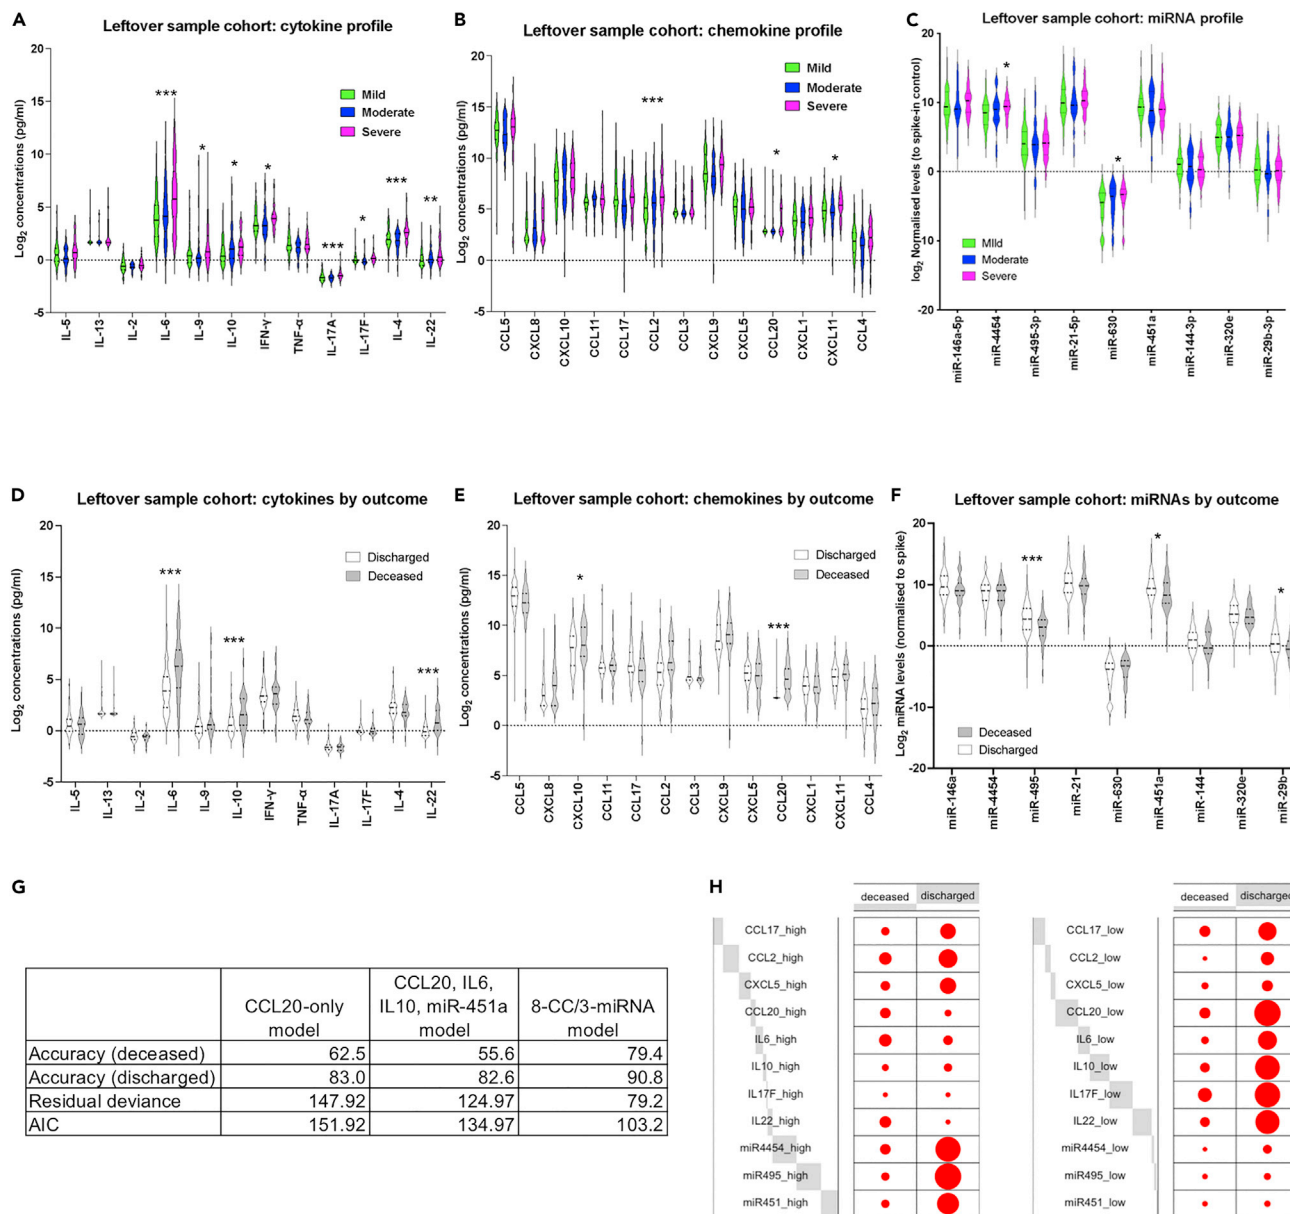 A
Leftover sample cohort: cytokine profile
Log2 concentrations (pg/ml)
20
15
10
5
0
-5
Mild
Moderate
Severe
***
*
*
*
***
*
***
**
IL-5
IL-13
IL-2
IL-6
IL-9
IL-10
IFN-γ
TNF-α
IL-17A
IL-17F
IL-4
IL-22
B
Leftover sample cohort: chemokine profile
Log2 concentrations (pg/ml)
20
15
10
5
0
-5
Mild
Moderate
Severe
***
*
*
CCL5
CXCL8
CXCL10
CCL11
CCL17
CCL2
CCL3
CXCL9
CXCL5
CCL20
CXCL1
CXCL11
CCL4
C
Leftover sample cohort: miRNA profile
log2 Normalised levels (to spike-in control)
20
10
0
-10
-20
*
*
Mild
Moderate
Severe
miR-146a-5p
miR-4454
miR-495-3p
miR-21-5p
miR-630
miR-451a
miR-144-3p
miR-320e
miR-29b-3p
D
Leftover sample cohort: cytokines by outcome
Log2 concentrations (pg/ml)
20
15
10
5
0
-5
Discharged
Deceased
***
***
***
IL-5
IL-13
IL-2
IL-6
IL-9
IL-10
IFN-γ
TNF-α
IL-17A
IL-17F
IL-4
IL-22
E
Leftover sample cohort: chemokines by outcome
Log2 concentrations (pg/ml)
20
15
10
5
0
-5
Discharged
Deceased
*
***
CCL5
CXCL8
CXCL10
CCL11
CCL17
CCL2
CCL3
CXCL9
CXCL5
CCL20
CXCL1
CXCL11
CCL4
F
Leftover sample cohort: miRNAs by outcome
Log2 miRNA levels (normalised to spike)
20
10
0
-10
-20
***
*
*
Deceased
Discharged
miR-146a
miR-4454
miR-495
miR-21
miR-630
miR-451a
miR-144
miR-320e
miR-29b
G
CCL20-only model
CCL20, IL6, IL10, miR-451a model
8-CC/3-miRNA model
Accuracy (deceased) 62.5 55.6 79.4
Accuracy (discharged) 83.0 82.6 90.8
Residual deviance 147.92 124.97 79.2
AIC 151.92 134.97 103.2
H
deceased discharged
CCL17_high
CCL2_high
CXCL5_high
CCL20_high
IL6_high
IL10_high
IL17F_high
IL22_high
miR4454_high
miR495_high
miR451_high
deceased discharged
CCL17_low
CCL2_low
CXCL5_low
CCL20_low
IL6_low
IL10_low
IL17F_low
IL22_low
miR4454_low
miR495_low
miR451_low